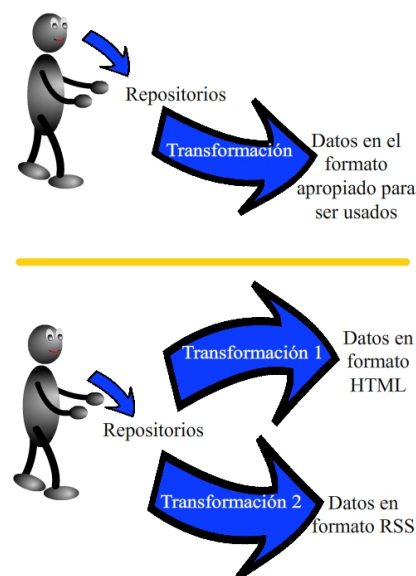 Repositorios
Transformación
Datos en el
formato
apropiado para
ser usados
Transformación 1
Datos en
formato
HTML
Repositorios
Transformación 2
Datos en
formato RSS